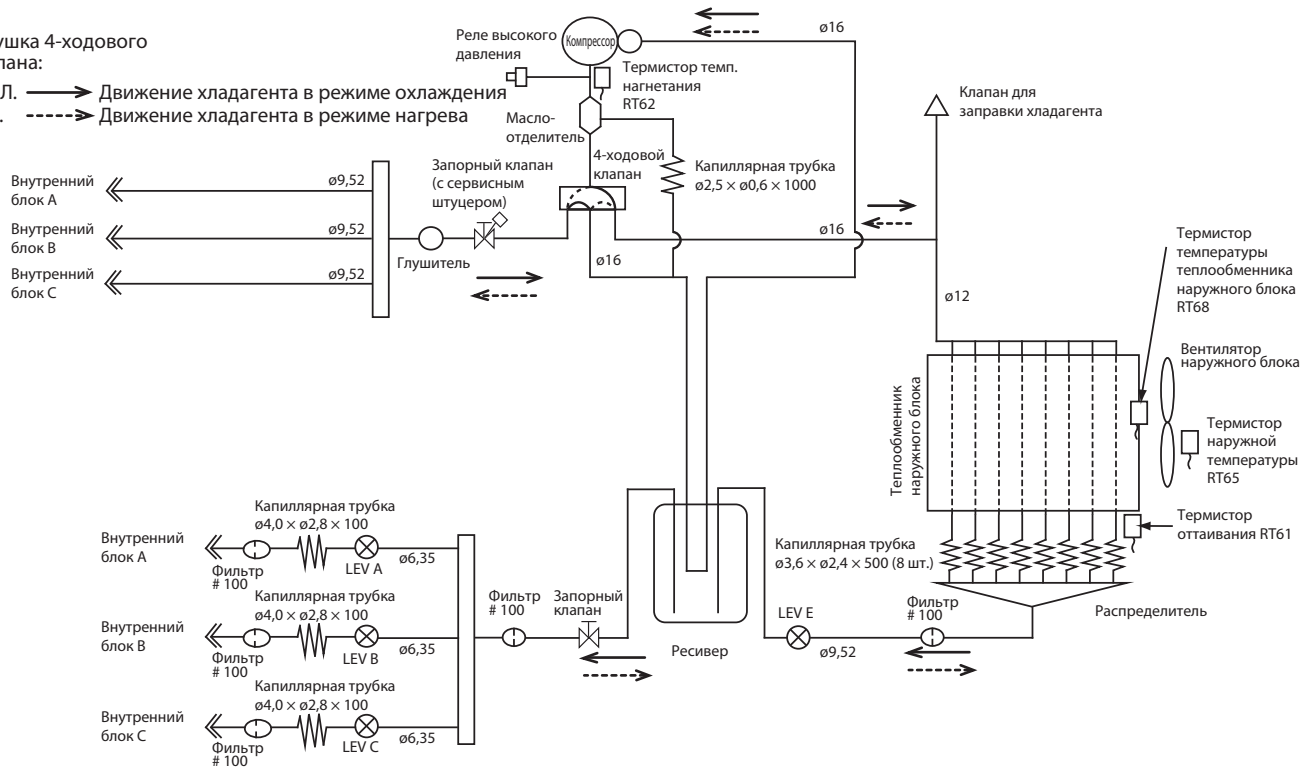 ушка 4-ходового
пана:
Л. Движение хладагента в режиме охлаждения
. Движение хладагента в режиме нагрева
Реле высокого
давления
Компрессор
Термистор темп.
нагнетания
RT62
ø16
Масло-
отделитель
Клапан для
заправки хладагента
4-ходовой
клапан
Капиллярная трубка
ø2,5 × ø0,6 × 1000
Запорный клапан
(с сервисным
штуцером)
Внутренний
блок A
ø9,52
Внутренний
блок B
ø9,52
Внутренний
блок C
ø9,52
Глушитель
ø16
ø16
ø12
Термистор
температуры
теплообменника
наружного блока
RT68
Вентилятор
наружного блока
Теплообменник
наружного блока
Термистор
наружной
температуры
RT65
Термистор
оттаивания RT61
Капиллярная трубка
ø3,6 × ø2,4 × 500 (8 шт.)
Распределитель
Фильтр
# 100
LEV E
ø9,52
Ресивер
Запорный
клапан
Фильтр
# 100
Капиллярная трубка
ø4,0 × ø2,8 × 100
Внутренний
блок A
Фильтр
# 100
LEV A
ø6,35
Капиллярная трубка
ø4,0 × ø2,8 × 100
Внутренний
блок B
Фильтр
# 100
LEV B
ø6,35
Капиллярная трубка
ø4,0 × ø2,8 × 100
Внутренний
блок C
Фильтр
# 100
LEV C
ø6,35